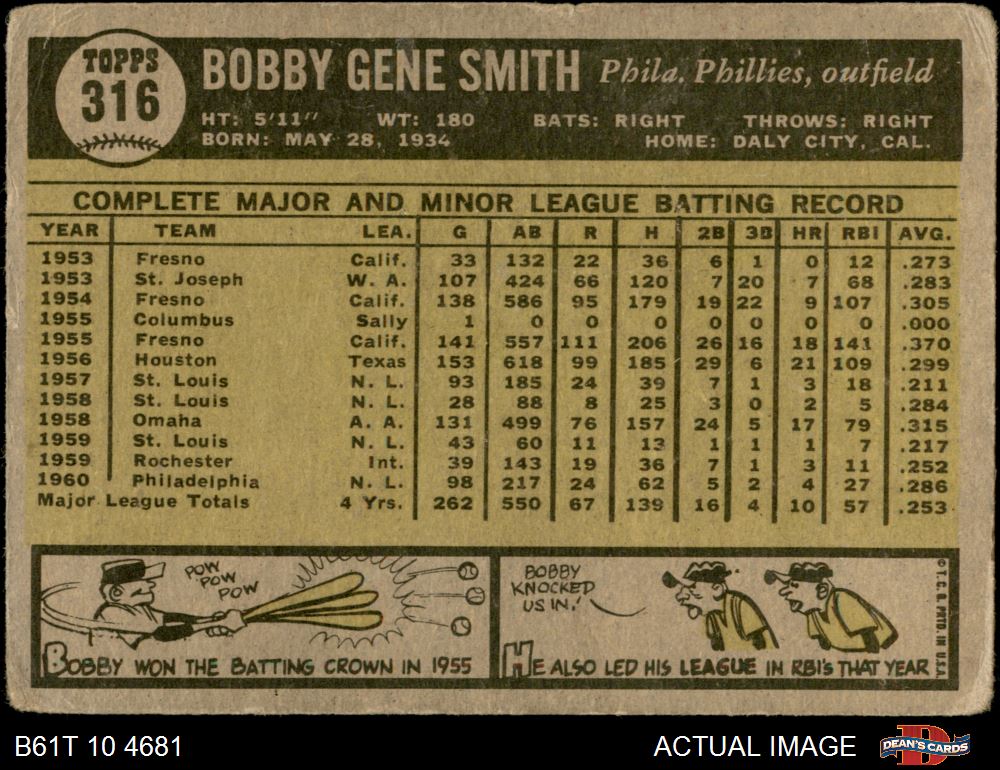 TOPPS
316
BOBBY GENE SMITH Phila. Phillies, outfield
HT: 5'11" WT: 180 BATS: RIGHT THROWS: RIGHT
BORN: MAY 28, 1934 HOME: DALY CITY, CAL.
COMPLETE MAJOR AND MINOR LEAGUE BATTING RECORD
YEAR TEAM LEA. G AB R H 2B 3B HR RBI AVG.
1953 Fresno Calif. 33 132 22 36 6 1 0 12 .273
1953 St. Joseph W. A. 107 424 66 120 7 20 7 68 .283
1954 Fresno Calif. 138 586 95 179 19 22 9 107 .305
1955 Columbus Sally 1 0 0 0 0 0 0 0 .000
1955 Fresno Calif. 141 557 111 206 26 16 18 141 .370
1956 Houston Texas 153 618 99 185 29 6 21 109 .299
1957 St. Louis N. L. 93 185 24 39 7 1 3 18 .211
1958 St. Louis N. L. 28 88 8 25 3 0 2 5 .284
1958 Omaha A. A. 131 499 76 157 24 5 17 79 .315
1959 St. Louis N. L. 43 60 11 13 1 1 1 7 .217
1959 Rochester Int. 39 143 19 36 7 1 3 11 .252
1960 Philadelphia N. L. 98 217 24 62 5 2 4 27 .286
Major League Totals 4 Yrs. 262 550 67 139 16 4 10 57 .253
POW
POW
POW
BOBBY WON THE BATTING CROWN IN 1955
BOBBY
KNOCKED
US IN!
HE ALSO LED HIS LEAGUE IN RBI'S THAT YEAR
© T. C. G. PRTD. IN U.S.A.
B61T 10 4681 ACTUAL IMAGE DEAN'S CARDS